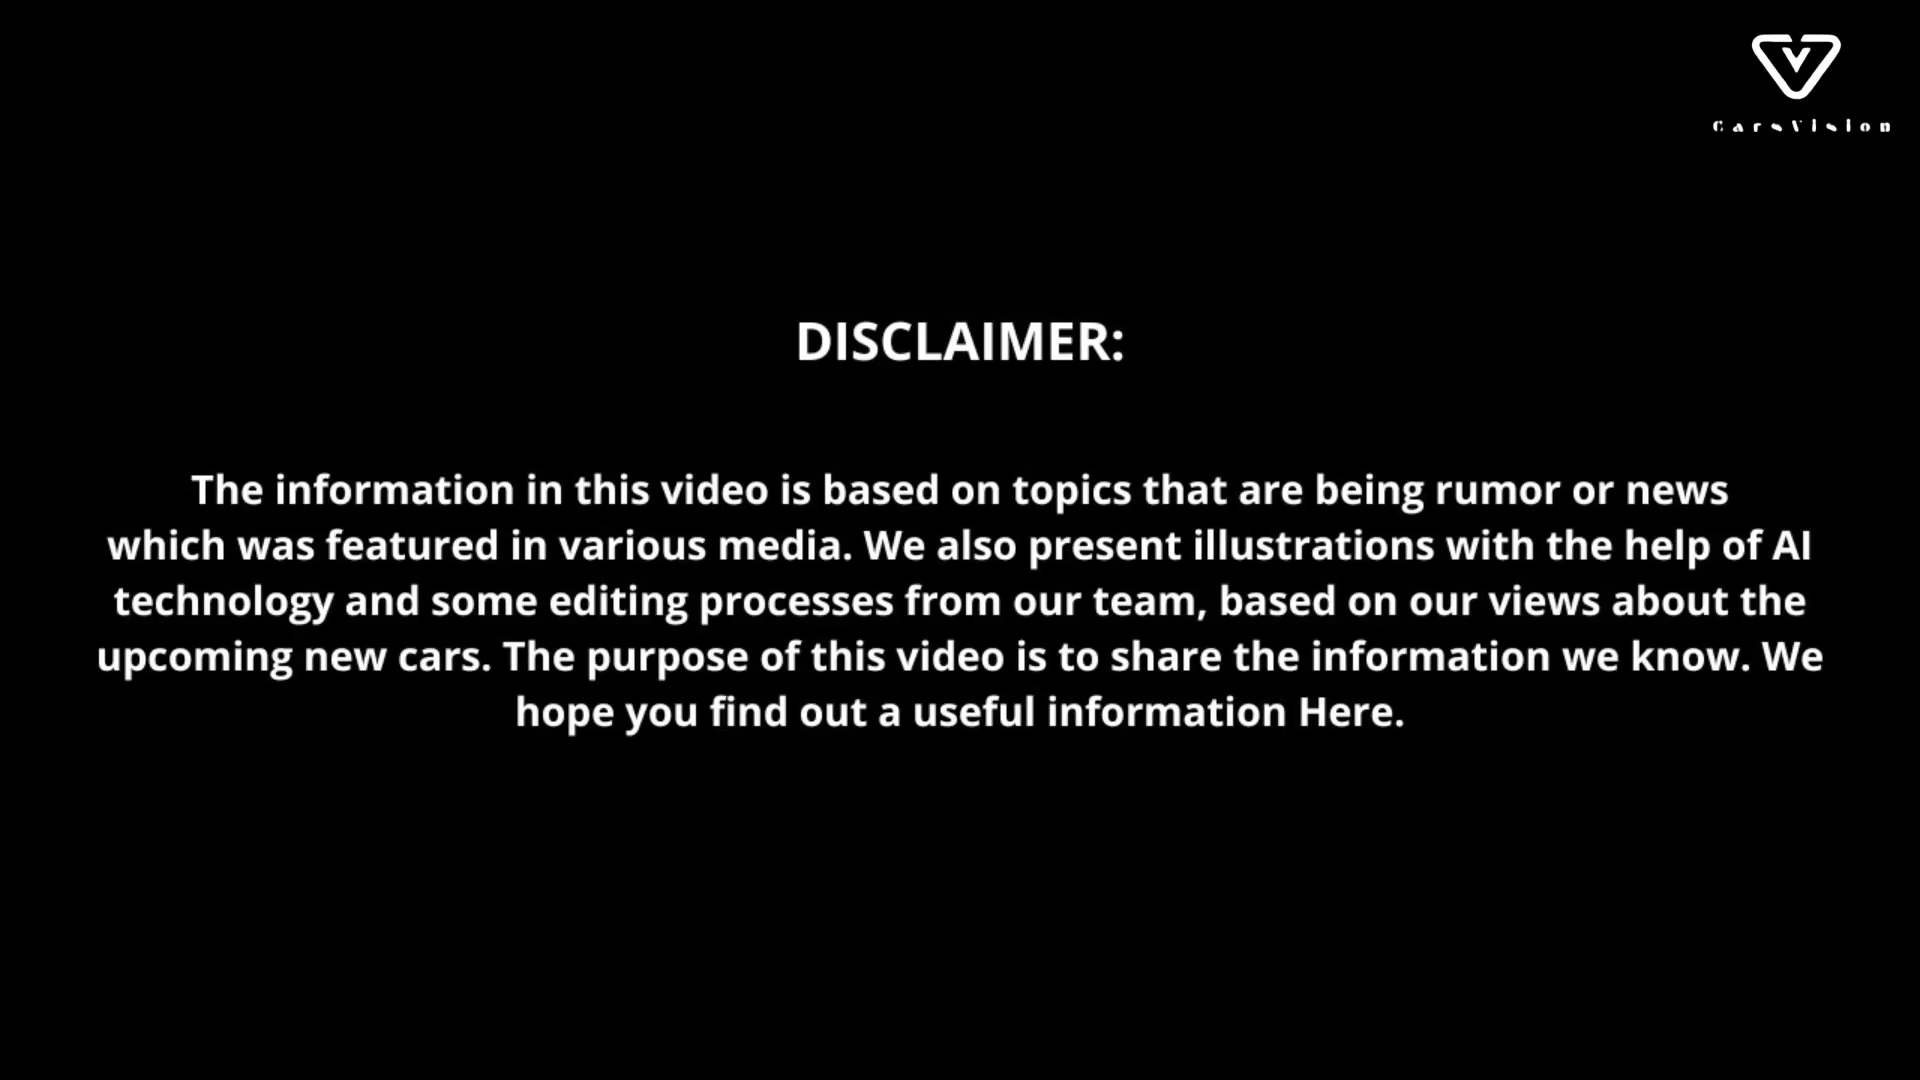 CarsVision
DISCLAIMER:
The information in this video is based on topics that are being rumor or news
which was featured in various media. We also present illustrations with the help of AI
technology and some editing processes from our team, based on our views about the
upcoming new cars. The purpose of this video is to share the information we know. We
hope you find out a useful information Here.